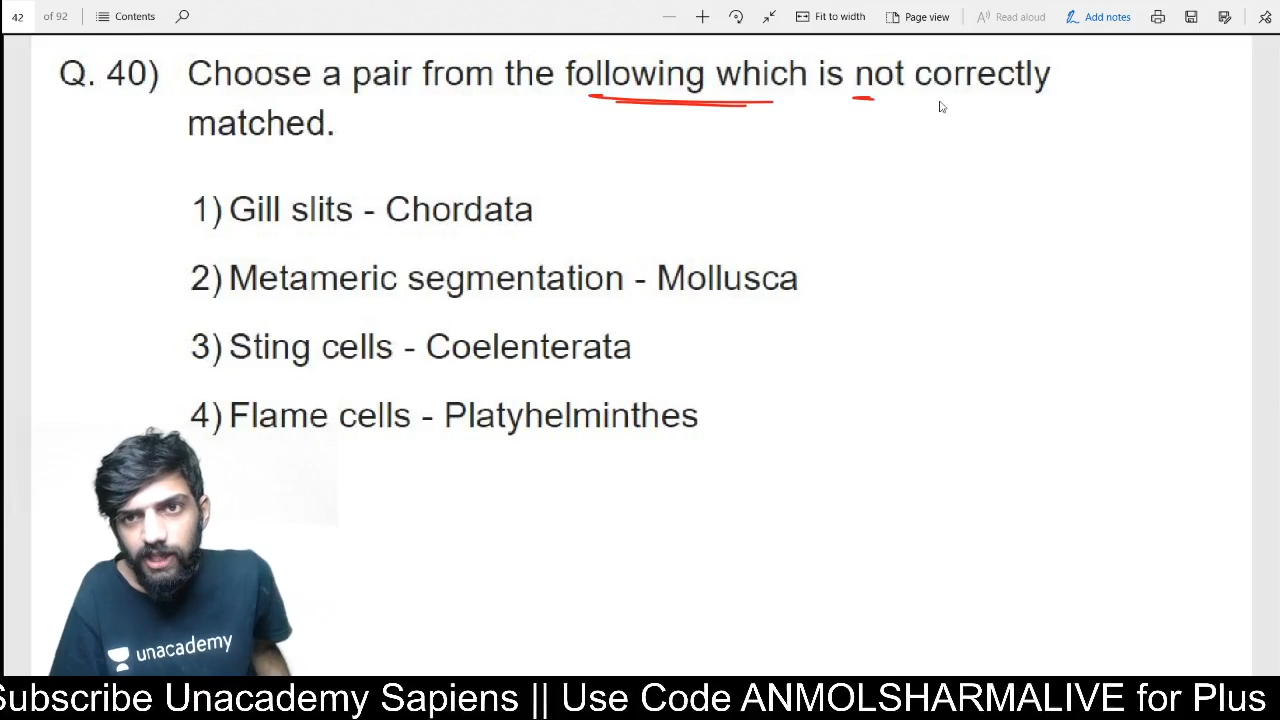 42 of 92 Contents Fit to width Page view Read aloud Add notes
Q. 40) Choose a pair from the following which is not correctly
matched.
1) Gill slits - Chordata
2) Metameric segmentation - Mollusca
3) Sting cells - Coelenterata
4) Flame cells - Platyhelminthes
unacademy
Subscribe Unacademy Sapiens || Use Code ANMOLSHARMALIVE for Plus